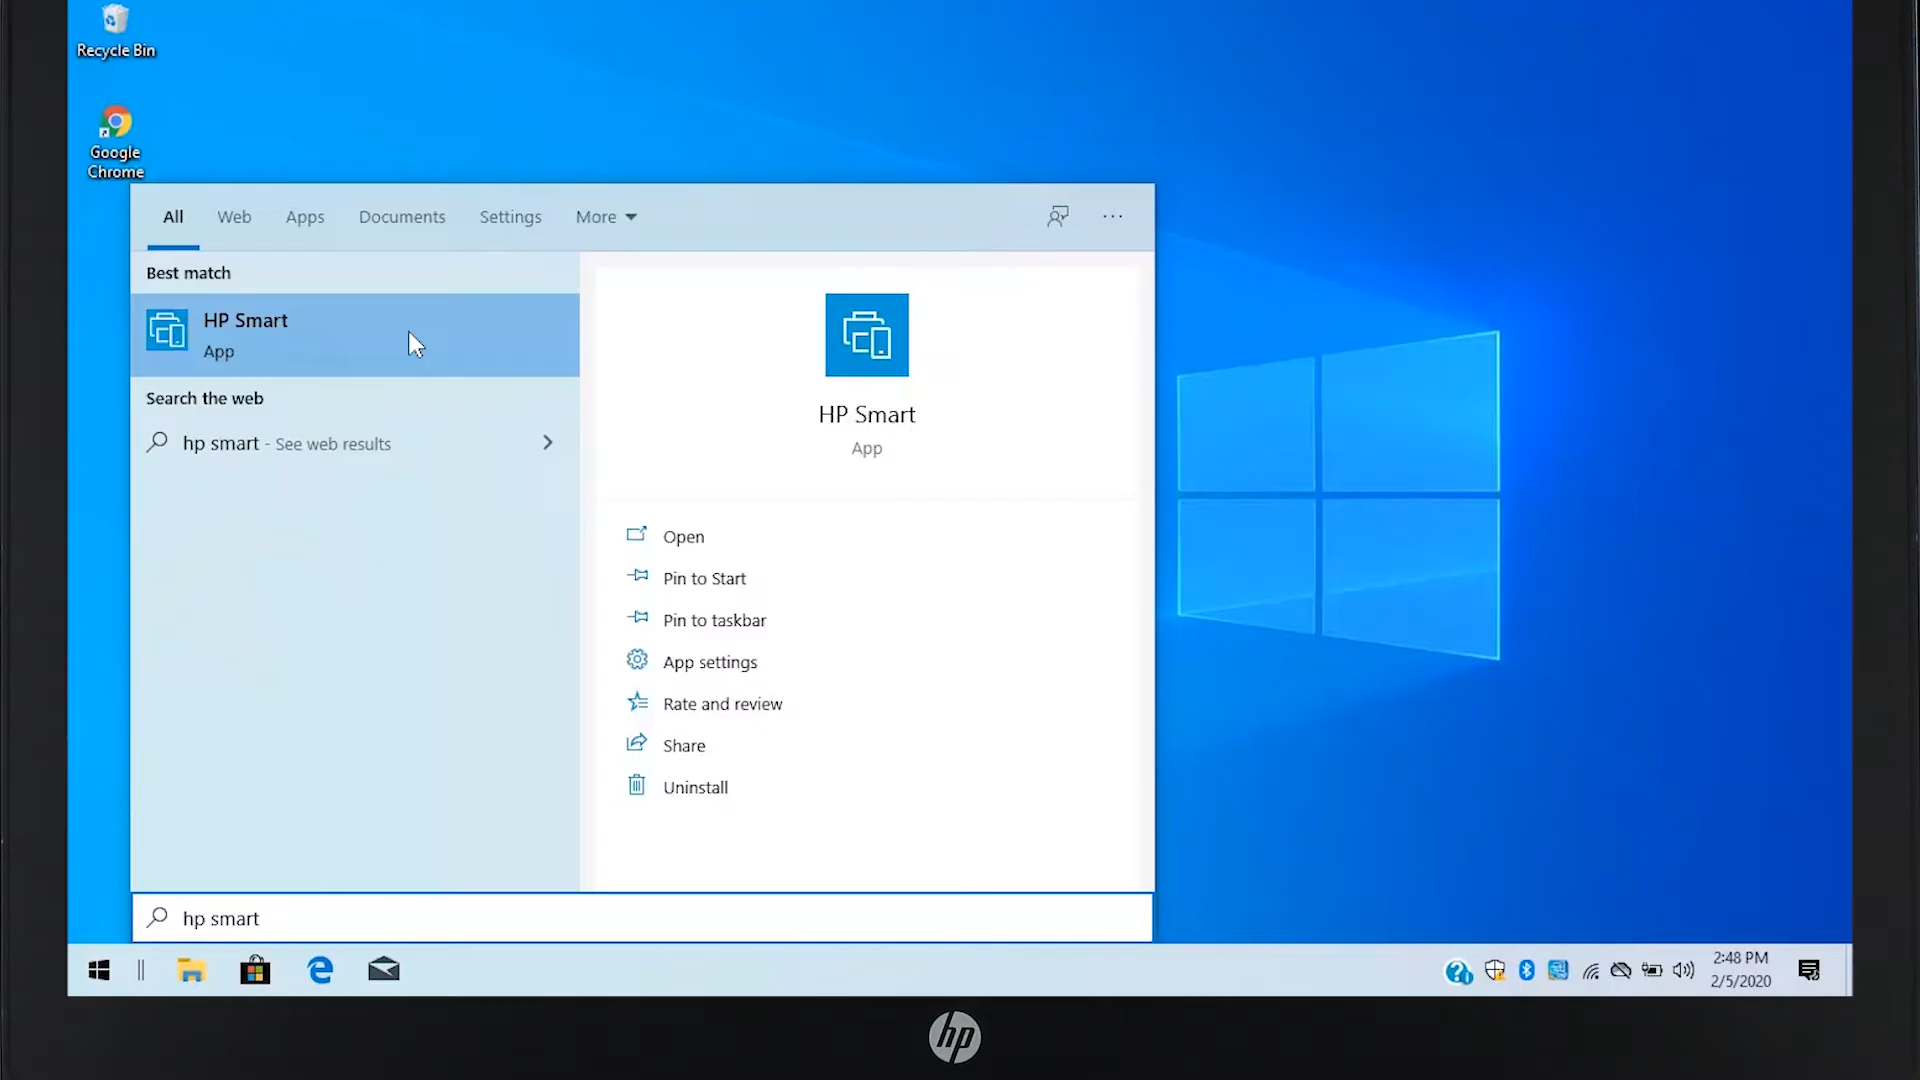 Recycle Bin
Google
Chrome
All Web Apps Documents Settings More
Best match
HP Smart
App
Search the web
hp smart - See web results
HP Smart
App
Open
Pin to Start
Pin to taskbar
App settings
Rate and review
Share
Uninstall
hp smart
2:48 PM
2/5/2020
hp